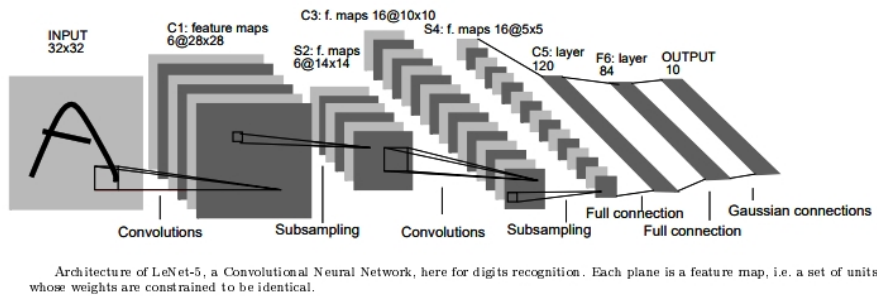 INPUT
32x32
C1: feature maps
6@28x28
S2: f. maps
6@14x14
C3: f. maps 16@10x10
S4: f. maps 16@5x5
C5: layer
120
F6: layer
84
OUTPUT
10
Convolutions
Subsampling
Convolutions
Subsampling
Full connection
Full connection
Gaussian connections
Architecture of LeNet-5, a Convolutional Neural Network, here for digits recognition. Each plane is a feature map, i.e. a set of units
whose weights are constrained to be identical.